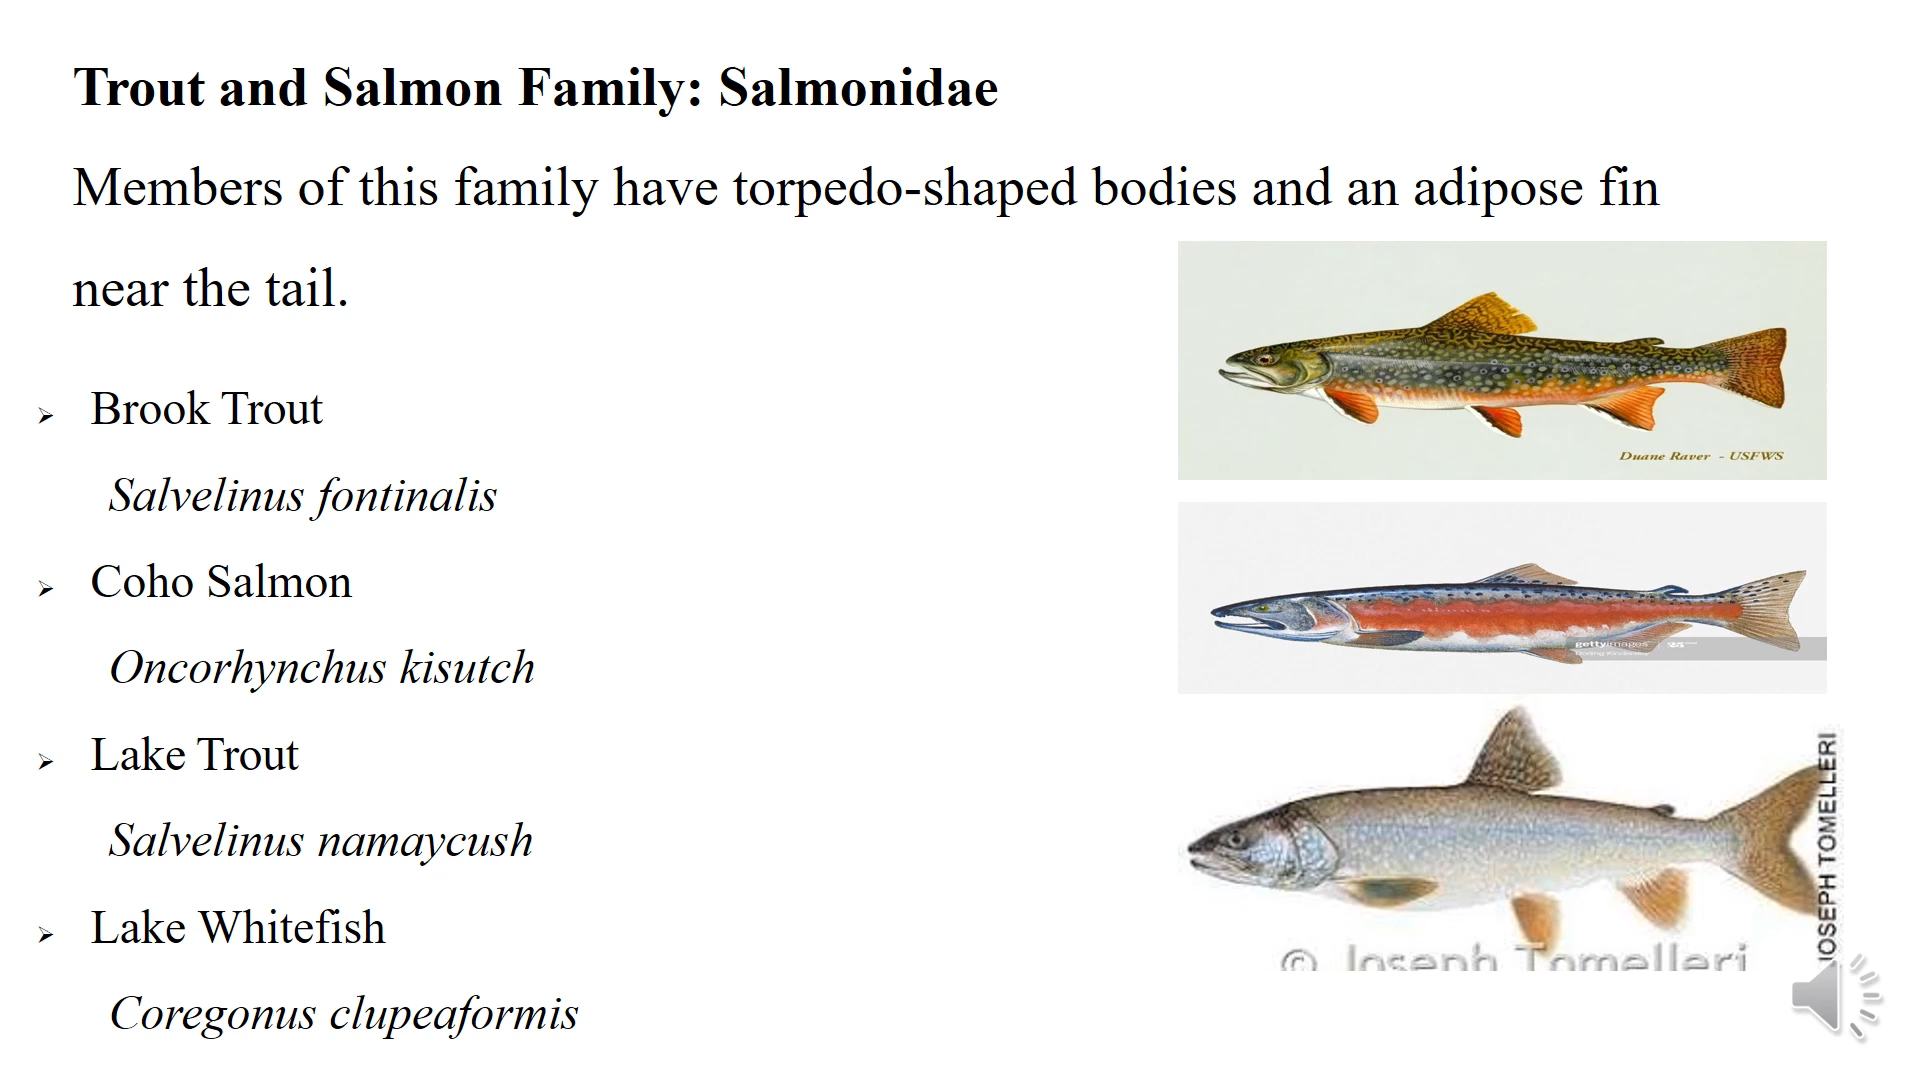 Trout and Salmon Family: Salmonidae
Members of this family have torpedo-shaped bodies and an adipose fin
near the tail.
➢ Brook Trout
Salvelinus fontinalis
➢ Coho Salmon
Oncorhynchus kisutch
➢ Lake Trout
Salvelinus namaycush
➢ Lake Whitefish
Coregonus clupeaformis
Duane Raver - USFWS
gettyimages
JOSEPH TOMELLERI
© Joseph Tomelleri